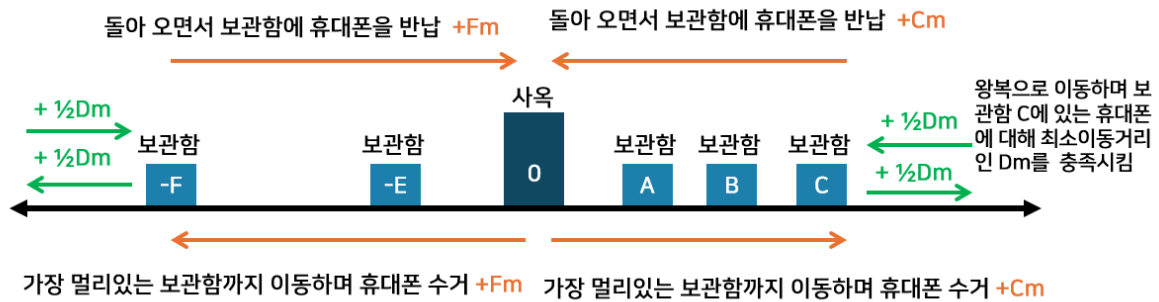 돌아 오면서 보관함에 휴대폰을 반납 +Fm
돌아 오면서 보관함에 휴대폰을 반납 +Cm
사옥
왕복으로 이동하며 보
관함 C에 있는 휴대폰
에 대해 최소이동거리
인 Dm를 충족시킴
+ ½Dm
+ ½Dm
보관함
보관함
보관함
보관함
보관함
+ ½Dm
+ ½Dm
-F
-E
0
A
B
C
가장 멀리있는 보관함까지 이동하며 휴대폰 수거 +Fm
가장 멀리있는 보관함까지 이동하며 휴대폰 수거 +Cm